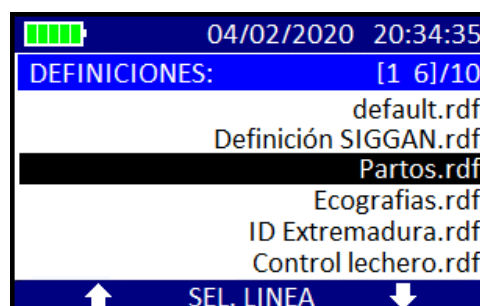 04/02/2020 20:34:35
DEFINICIONES: [1 6]/10
default.rdf
Definición SIGGAN.rdf
Partos.rdf
Ecografias.rdf
ID Extremadura.rdf
Control lechero.rdf
SEL. LINEA